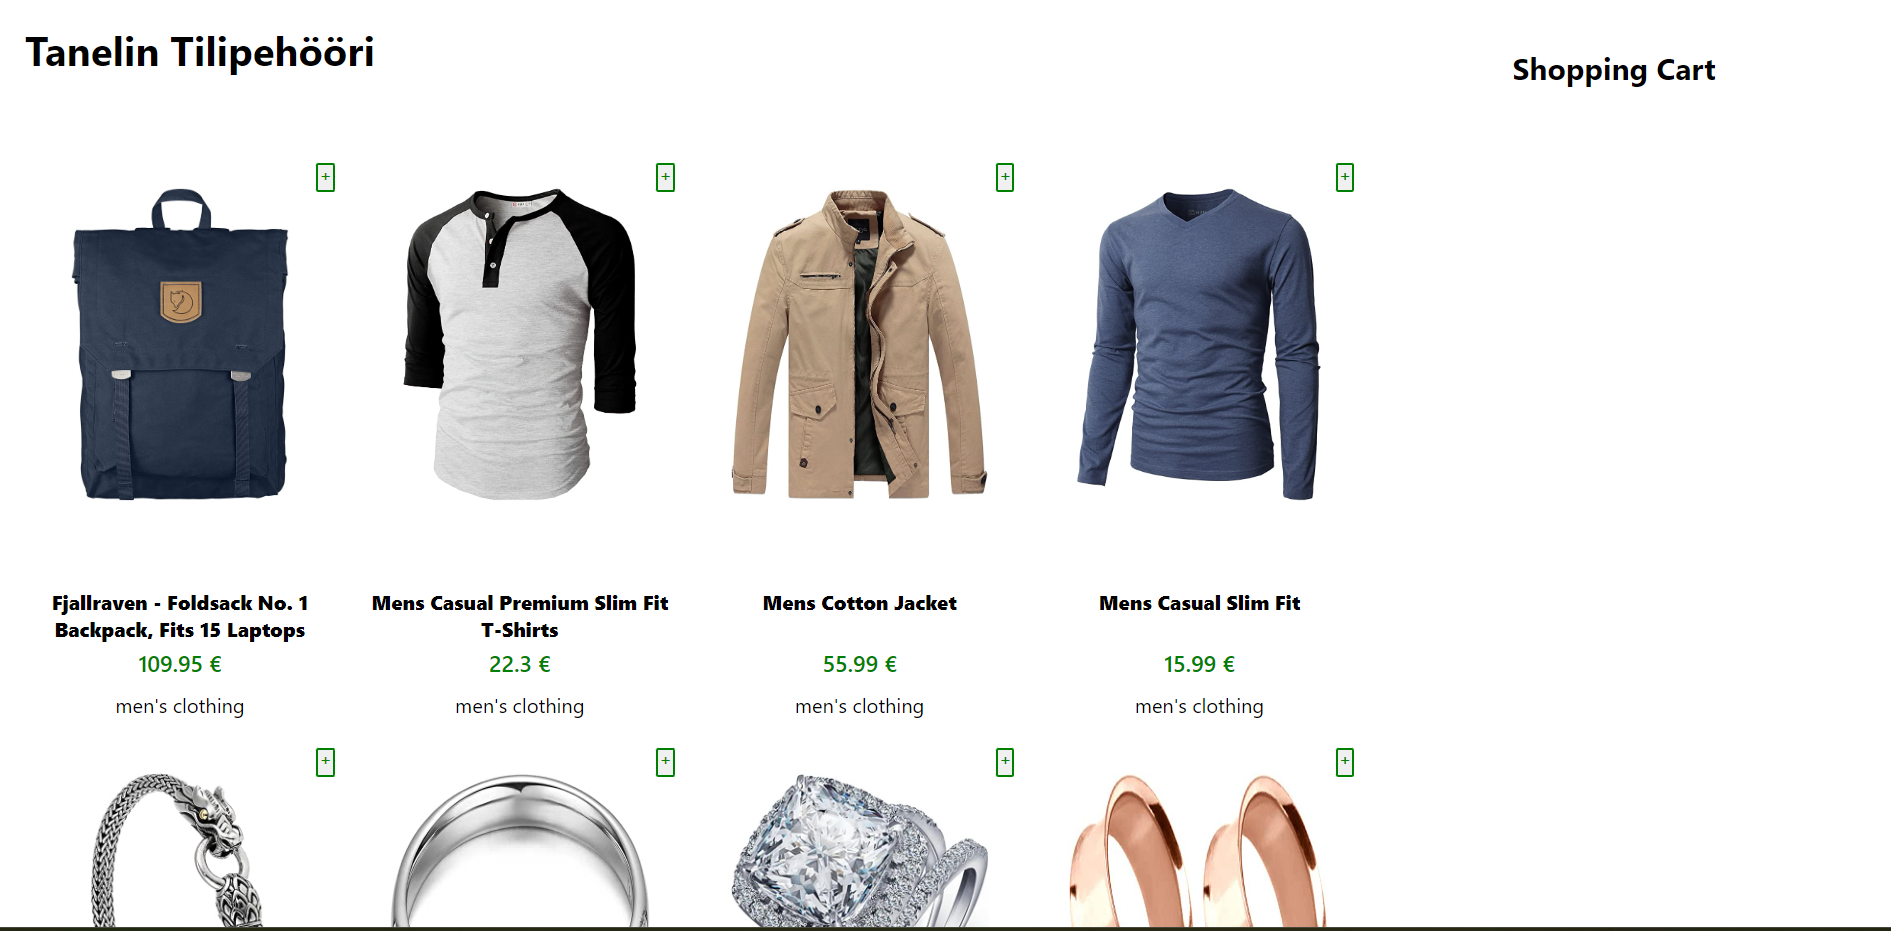 Tanelin Tilipehööri
Shopping Cart
+
+
+
+
Fjallraven - Foldsack No. 1
Backpack, Fits 15 Laptops
109.95 €
men's clothing
Mens Casual Premium Slim Fit
T-Shirts
22.3 €
men's clothing
Mens Cotton Jacket
55.99 €
men's clothing
Mens Casual Slim Fit
15.99 €
men's clothing
+
+
+
+